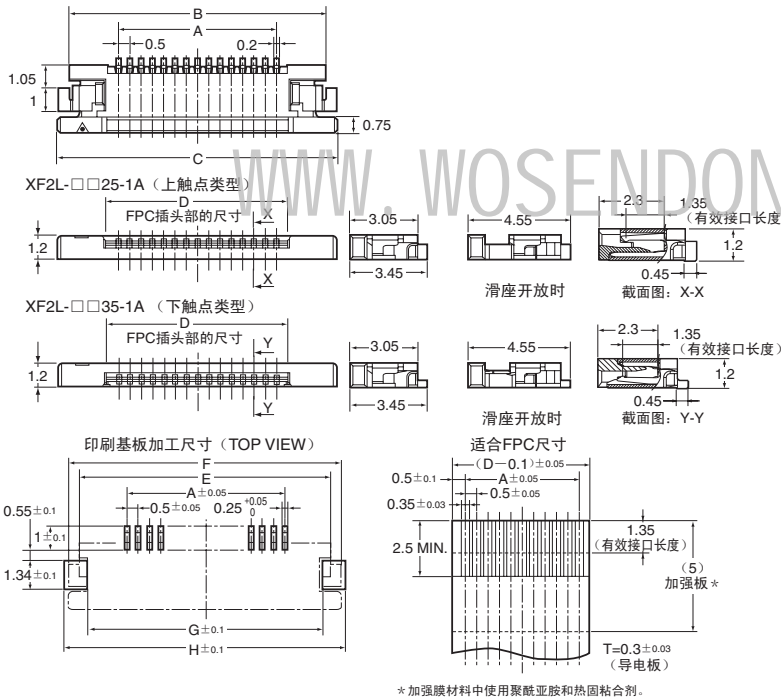 B
A
0.5
0.2
1.05
1
0.75
C
WWW.WOSENDON
XF2L-□□25-1A（上触点类型）
D
FPC插头部的尺寸
X
1.2
X
3.05
3.45
4.55
滑座开放时
2.3
1.35
（有效接口长度）
1.2
0.45
截面图：X-X
XF2L-□□35-1A （下触点类型）
D
FPC插头部的尺寸
Y
1.2
Y
3.05
3.45
4.55
滑座开放时
2.3
1.35
（有效接口长度）
1.2
0.45
截面图：Y-Y
印刷基板加工尺寸（TOP VIEW）
F
E
A±0.05
0.5±0.05
0.25 +0.05 0
0.55±0.1
1±0.1
1.34±0.1
G±0.1
H±0.1
适合FPC尺寸
（D－0.1）±0.05
0.5±0.1
A±0.05
0.5±0.05
0.35±0.03
2.5 MIN.
1.35
（有效接口长度）
（5）
加强板*
T=0.3±0.03
（导电板）
*加强膜材料中使用聚酰亚胺和热固粘合剂。